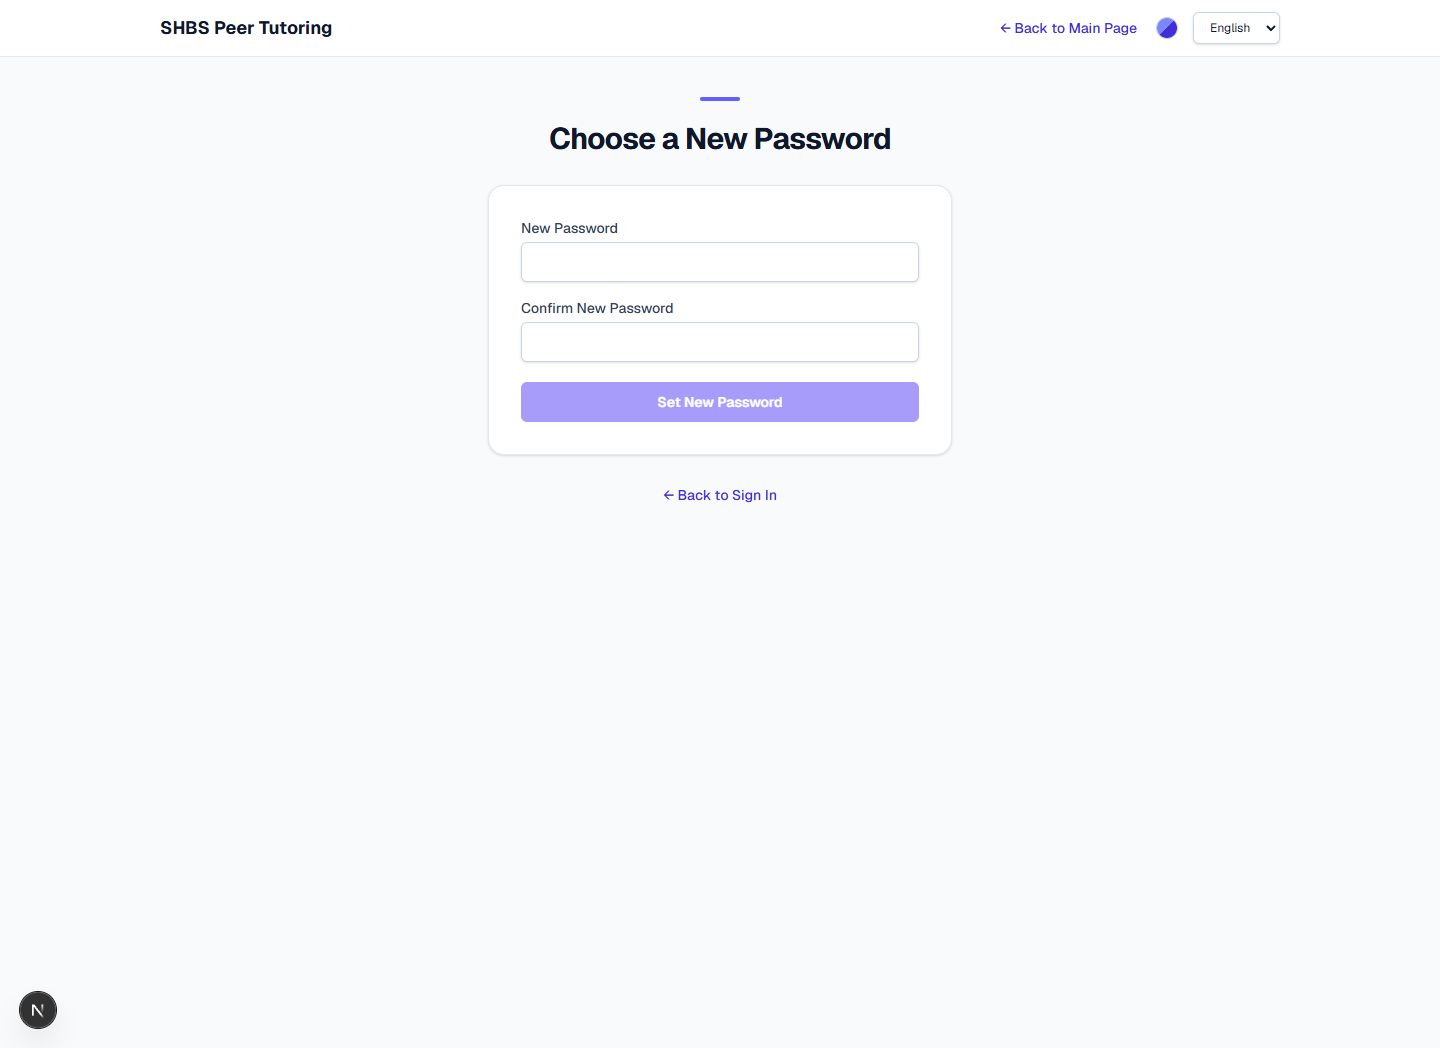 SHBS Peer Tutoring
← Back to Main Page
English
Choose a New Password
New Password
Confirm New Password
Set New Password
← Back to Sign In
N